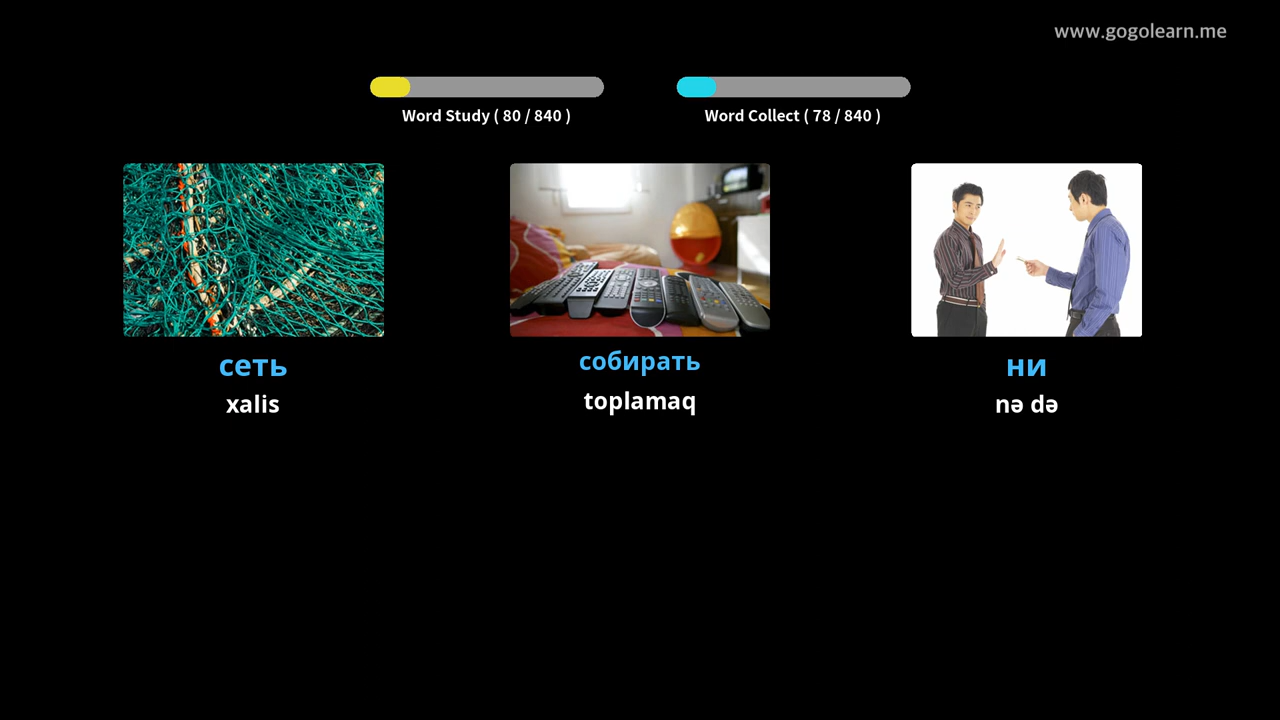 www.gogolearn.me
Word Study ( 80 / 840 )
Word Collect ( 78 / 840 )
сеть
xalis
собирать
toplamaq
ни
nə də